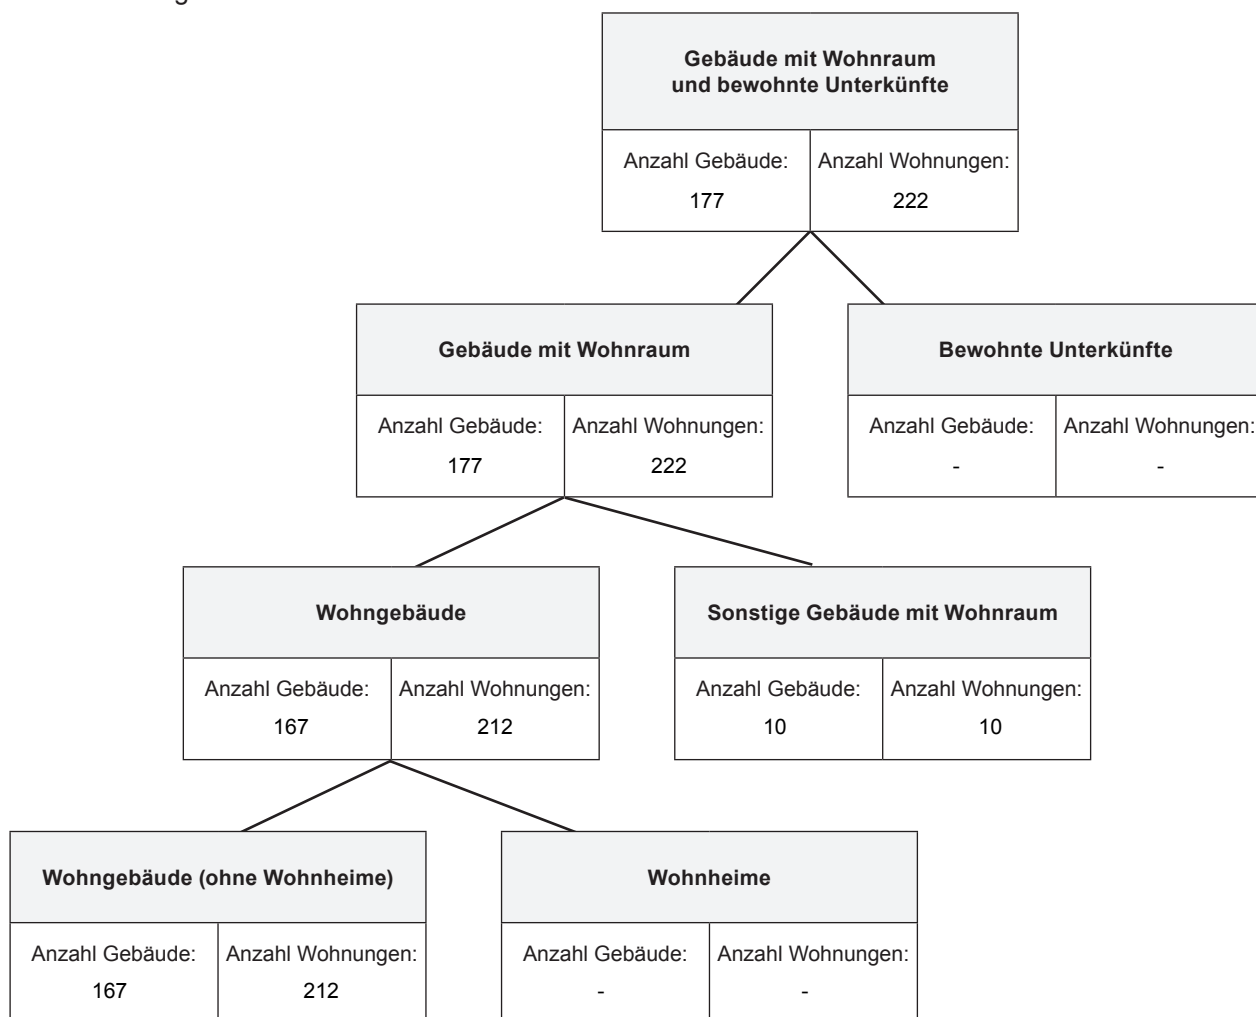 Gebäude mit Wohnraum
und bewohnte Unterkünfte
Anzahl Gebäude: Anzahl Wohnungen:
177 222
Gebäude mit Wohnraum
Bewohnte Unterkünfte
Anzahl Gebäude: Anzahl Wohnungen:
177 222
Anzahl Gebäude: Anzahl Wohnungen:
- -
Wohngebäude
Sonstige Gebäude mit Wohnraum
Anzahl Gebäude: Anzahl Wohnungen:
167 212
Anzahl Gebäude: Anzahl Wohnungen:
10 10
Wohngebäude (ohne Wohnheime)
Wohnheime
Anzahl Gebäude: Anzahl Wohnungen:
167 212
Anzahl Gebäude: Anzahl Wohnungen:
- -